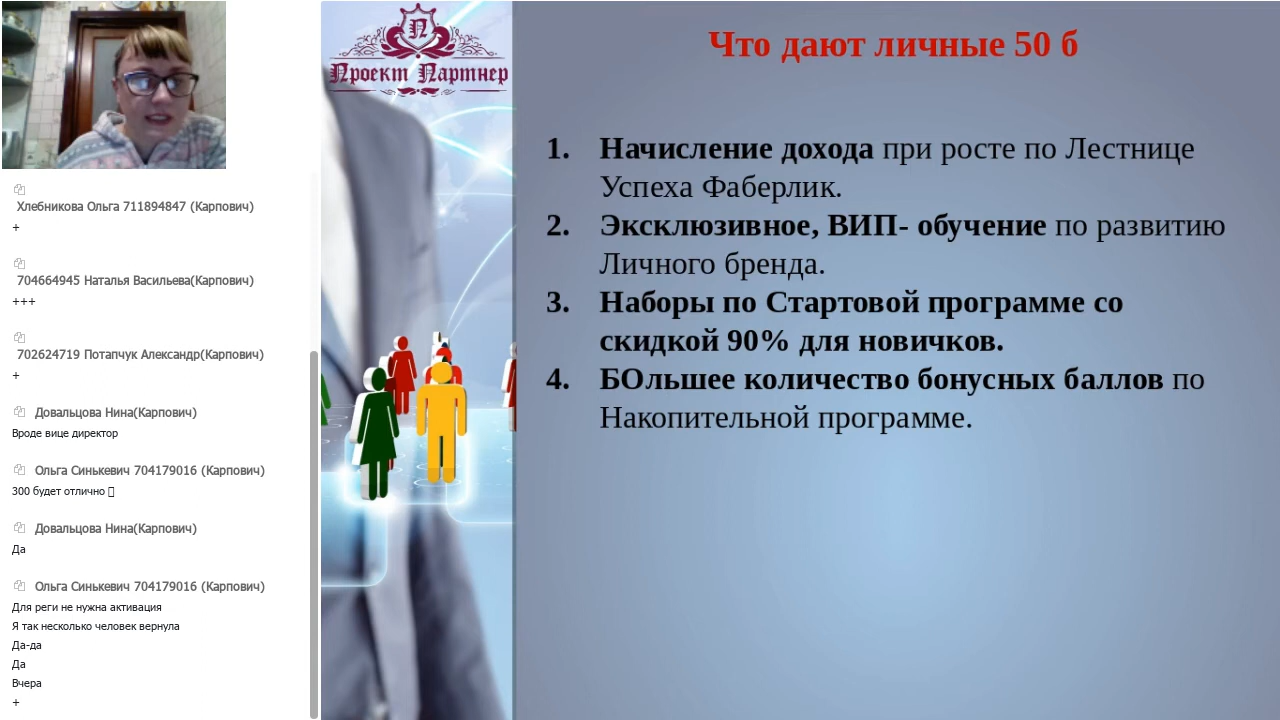 Хлебникова Ольга 711894847 (Карпович)
+
704664945 Наталья Васильева(Карпович)
+++
702624719 Потапчук Александр(Карпович)
+
Довальцова Нина(Карпович)
Вроде вице директор
Ольга Синькевич 704179016 (Карпович)
300 будет отлично
Довальцова Нина(Карпович)
Да
Ольга Синькевич 704179016 (Карпович)
Для реги не нужна активация
Я так несколько человек вернула
Да-да
Да
Вчера
+
П
Проект Партнер
Что дают личные 50 б
1. Начисление дохода при росте по Лестнице
Успеха Фаберлик.
2. Эксклюзивное, ВИП- обучение по развитию
Личного бренда.
3. Наборы по Стартовой программе со
скидкой 90% для новичков.
4. БОльшее количество бонусных баллов по
Накопительной программе.